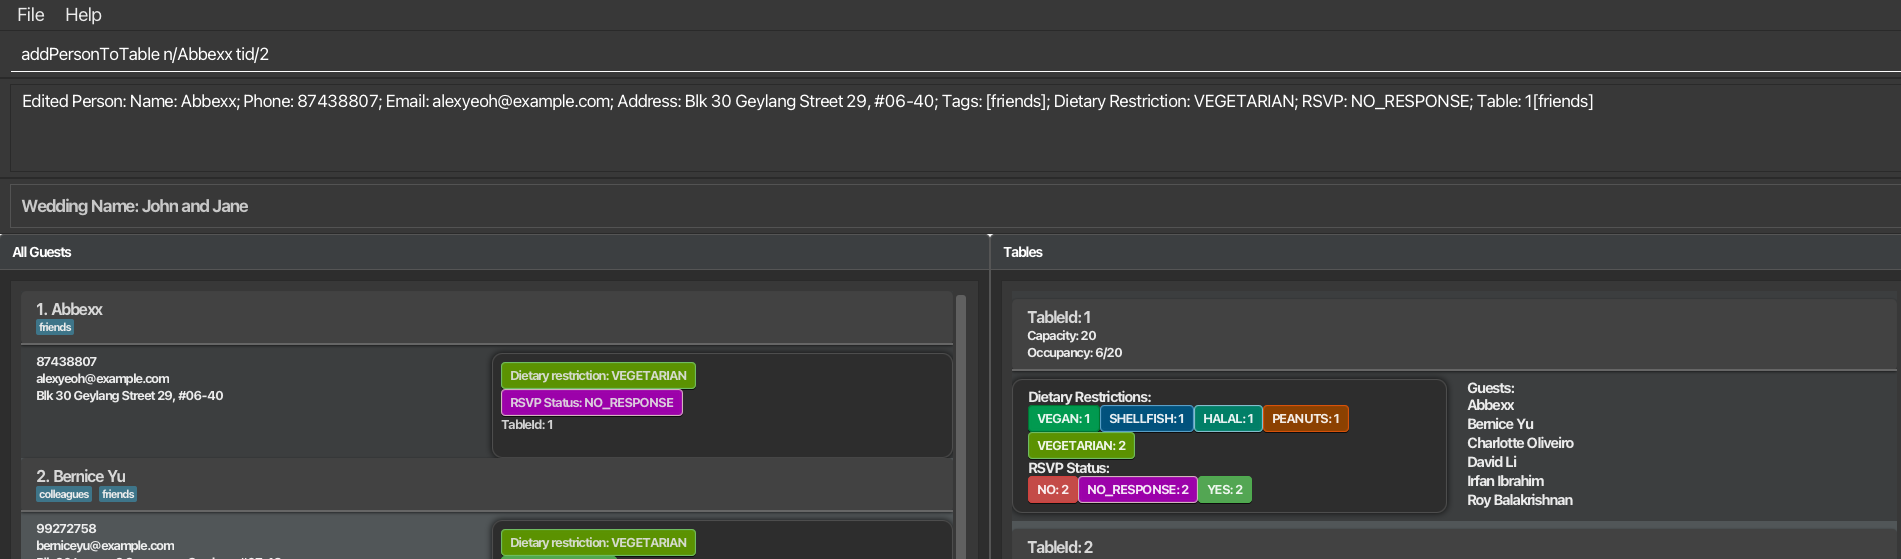 File Help
addPersonToTable n/Abbexx tid/2
Edited Person: Name: Abbexx; Phone: 87438807; Email: alexyeoh@example.com; Address: Blk 30 Geylang Street 29, #06-40; Tags: [friends]; Dietary Restriction: VEGETARIAN; RSVP: NO_RESPONSE; Table: 1[friends]
Wedding Name: John and Jane
All Guests
1. Abbexx
friends
87438807
alexyeoh@example.com
Blk 30 Geylang Street 29, #06-40
Dietary restriction: VEGETARIAN
RSVP Status: NO_RESPONSE
TableId: 1
2. Bernice Yu
colleagues friends
99272758
berniceyu@example.com
Dietary restriction: VEGETARIAN
Tables
TableId: 1
Capacity: 20
Occupancy: 6/20
Dietary Restrictions:
VEGAN: 1 SHELLFISH: 1 HALAL: 1 PEANUTS: 1
VEGETARIAN: 2
RSVP Status:
NO: 2 NO_RESPONSE: 2 YES: 2
Guests:
Abbexx
Bernice Yu
Charlotte Oliveiro
David Li
Irfan Ibrahim
Roy Balakrishnan
TableId: 2